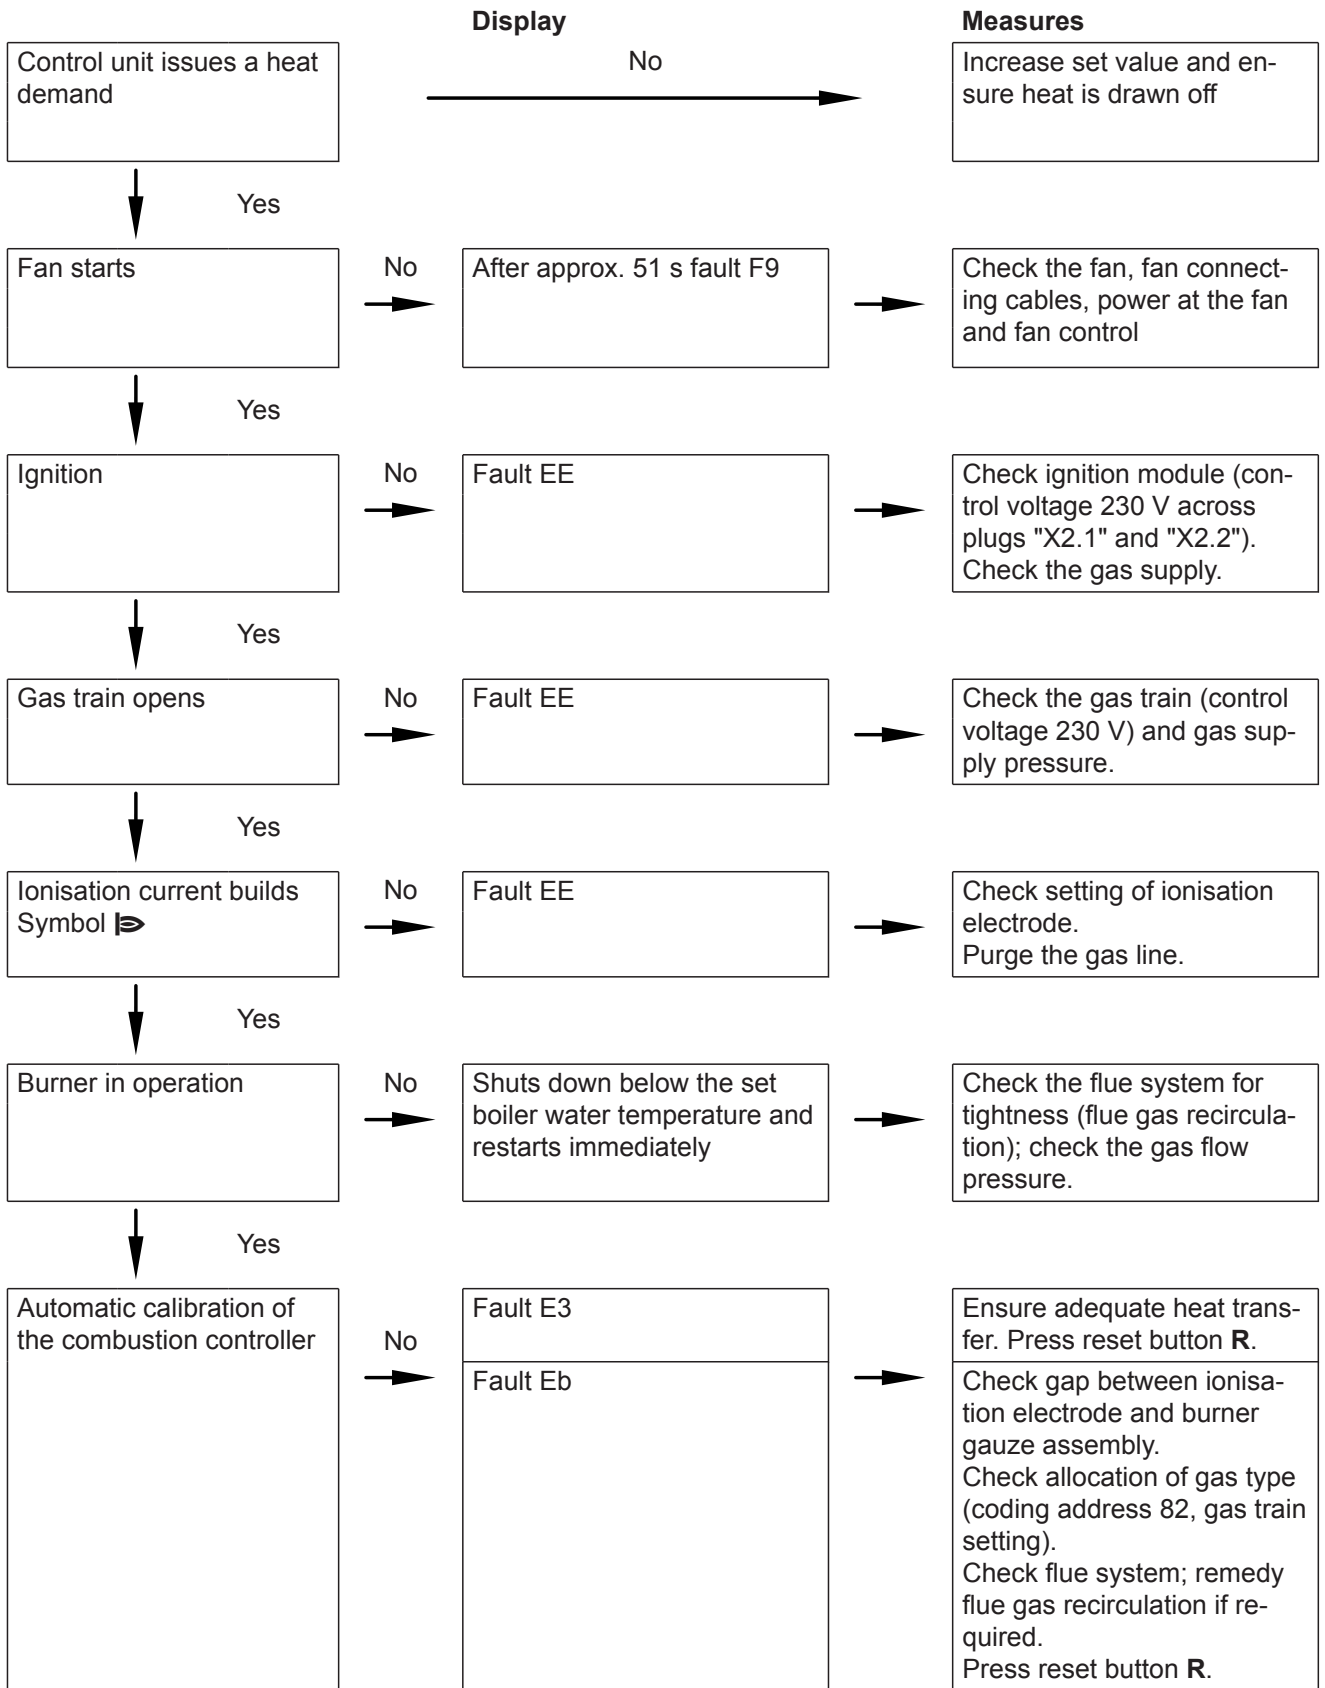 Display
Measures
Control unit issues a heat
demand
No
Increase set value and en-
sure heat is drawn off
Yes
Fan starts
No
After approx. 51 s fault F9
Check the fan, fan connect-
ing cables, power at the fan
and fan control
Yes
Ignition
No
Fault EE
Check ignition module (con-
trol voltage 230 V across
plugs "X2.1" and "X2.2").
Check the gas supply.
Yes
Gas train opens
No
Fault EE
Check the gas train (control
voltage 230 V) and gas sup-
ply pressure.
Yes
Ionisation current builds
Symbol
No
Fault EE
Check setting of ionisation
electrode.
Purge the gas line.
Yes
Burner in operation
No
Shuts down below the set
boiler water temperature and
restarts immediately
Check the flue system for
tightness (flue gas recircula-
tion); check the gas flow
pressure.
Yes
Automatic calibration of
the combustion controller
No
Fault E3
Ensure adequate heat trans-
fer. Press reset button R.
Fault Eb
Check gap between ionisa-
tion electrode and burner
gauze assembly.
Check allocation of gas type
(coding address 82, gas train
setting).
Check flue system; remedy
flue gas recirculation if re-
quired.
Press reset button R.